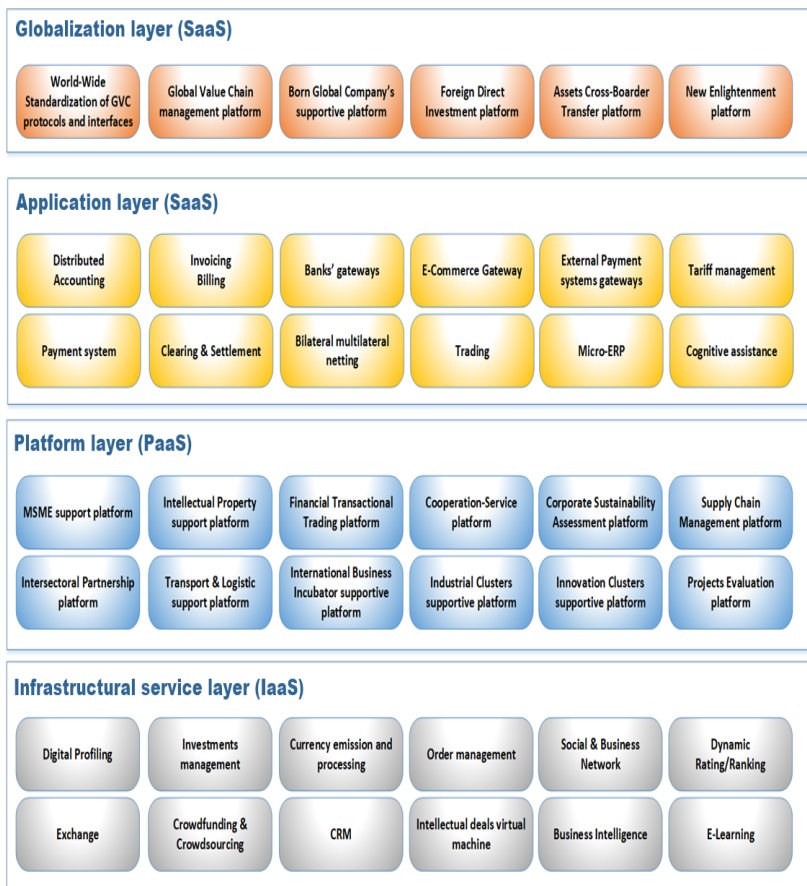 Globalization layer (SaaS)
World-Wide
Standardization of GVC
protocols and interfaces
Global Value Chain
management platform
Born Global Company's
supportive platform
Foreign Direct
Investment platform
Assets Cross-Boarder
Transfer platform
New Enlightenment
platform
Application layer (SaaS)
Distributed
Accounting
Invoicing
Billing
Banks' gateways
E-Commerce Gateway
External Payment
systems gateways
Tariff management
Payment system
Clearing & Settlement
Bilateral multilateral
netting
Trading
Micro-ERP
Cognitive assistance
Platform layer (PaaS)
MSME support platform
Intellectual Property
support platform
Financial Transactional
Trading platform
Cooperation-Service
platform
Corporate Sustainability
Assessment platform
Supply Chain
Management platform
Intersectoral Partnership
platform
Transport & Logistic
support platform
International Business
Incubator supportive
platform
Industrial Clusters
supportive platform
Innovation Clusters
supportive platform
Projects Evaluation
platform
Infrastructural service layer (IaaS)
Digital Profiling
Investments
management
Currency emission and
processing
Order management
Social & Business
Network
Dynamic
Rating/Ranking
Exchange
Crowdfunding &
Crowdsourcing
CRM
Intellectual deals virtual
machine
Business Intelligence
E-Learning